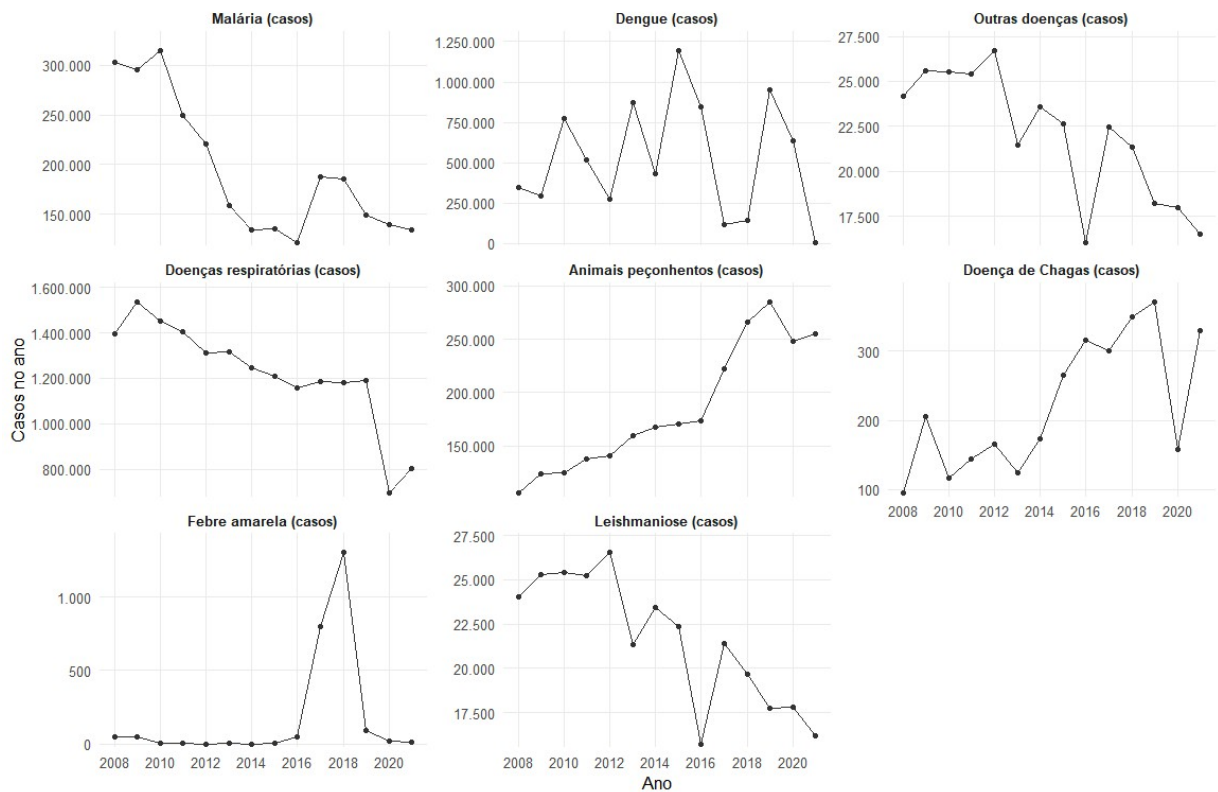 Malária (casos)
300.000
250.000
200.000
150.000
Dengue (casos)
1.250.000
1.000.000
750.000
500.000
250.000
0
Outras doenças (casos)
27.500
25.000
22.500
20.000
17.500
Casos no ano
Doenças respiratórias (casos)
1.600.000
1.400.000
1.200.000
1.000.000
800.000
Animais peçonhentos (casos)
300.000
250.000
200.000
150.000
Doença de Chagas (casos)
300
200
100
2008 2010 2012 2014 2016 2018 2020
Febre amarela (casos)
1.000
500
0
2008 2010 2012 2014 2016 2018 2020
Leishmaniose (casos)
27.500
25.000
22.500
20.000
17.500
2008 2010 2012 2014 2016 2018 2020
Ano